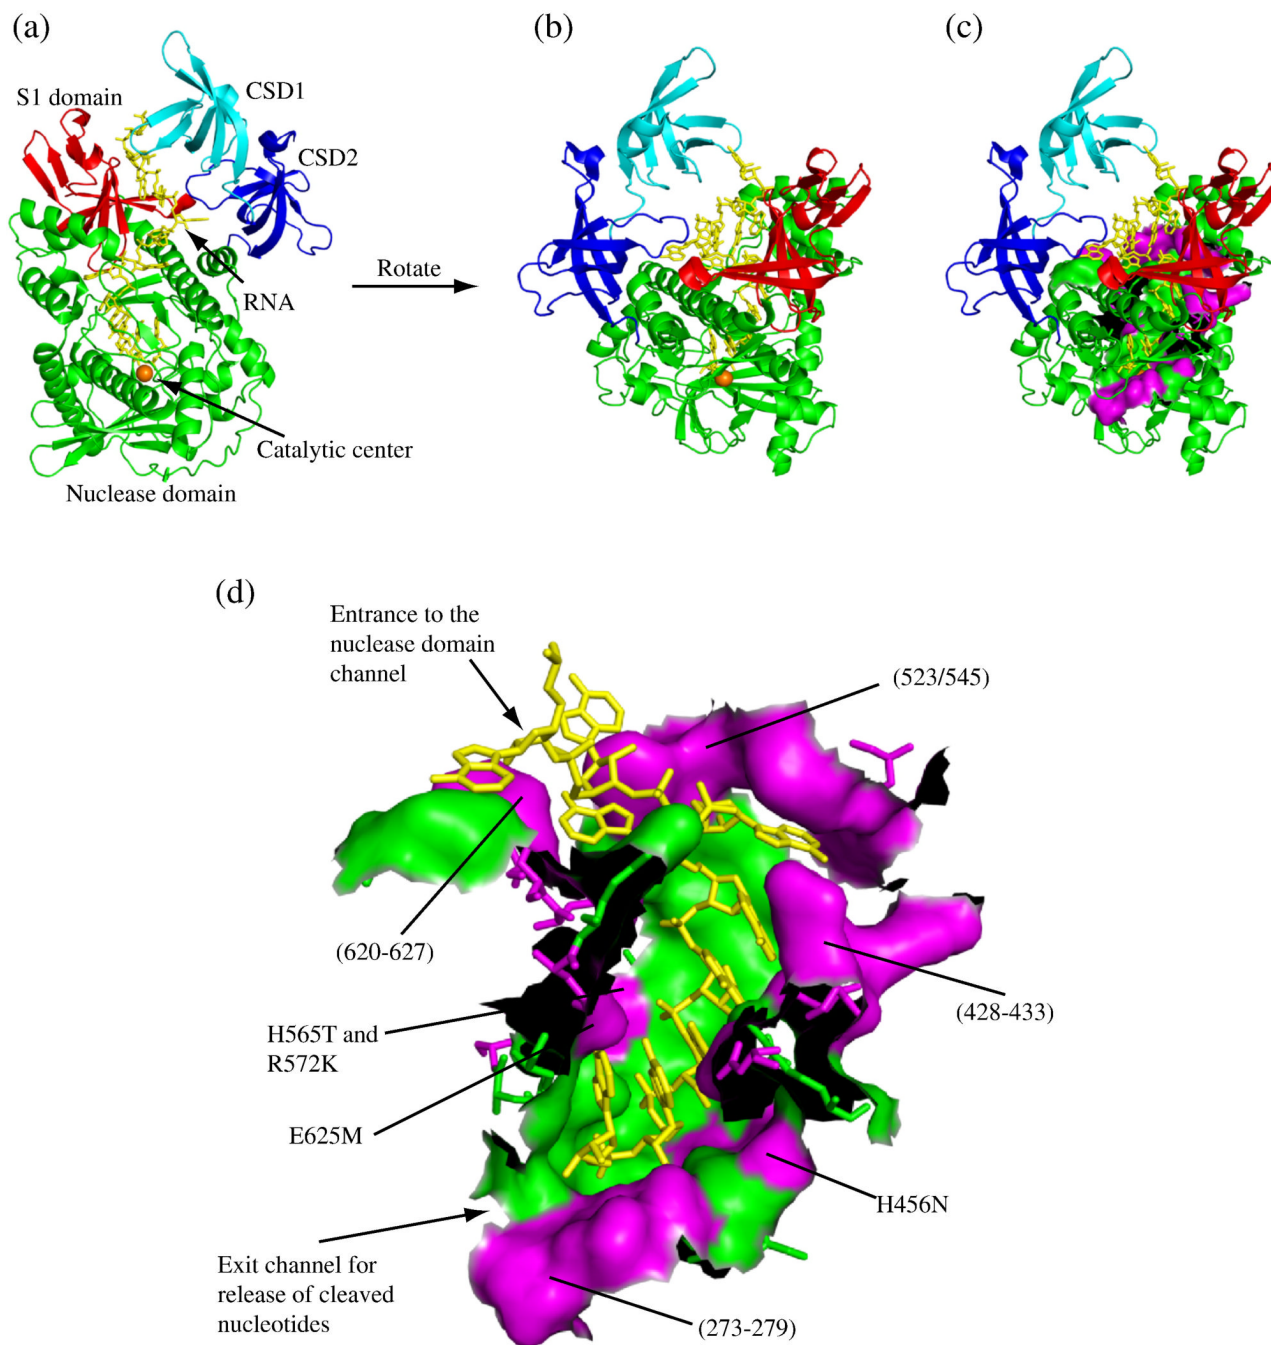 (a)
(b)
(c)
S1 domain
CSD1
CSD2
RNA
Rotate
Catalytic center
Nuclease domain
(d)
Entrance to the
nuclease domain
channel
(523/545)
(620-627)
(428-433)
H565T and
R572K
E625M
H456N
Exit channel for
release of cleaved
nucleotides
(273-279)